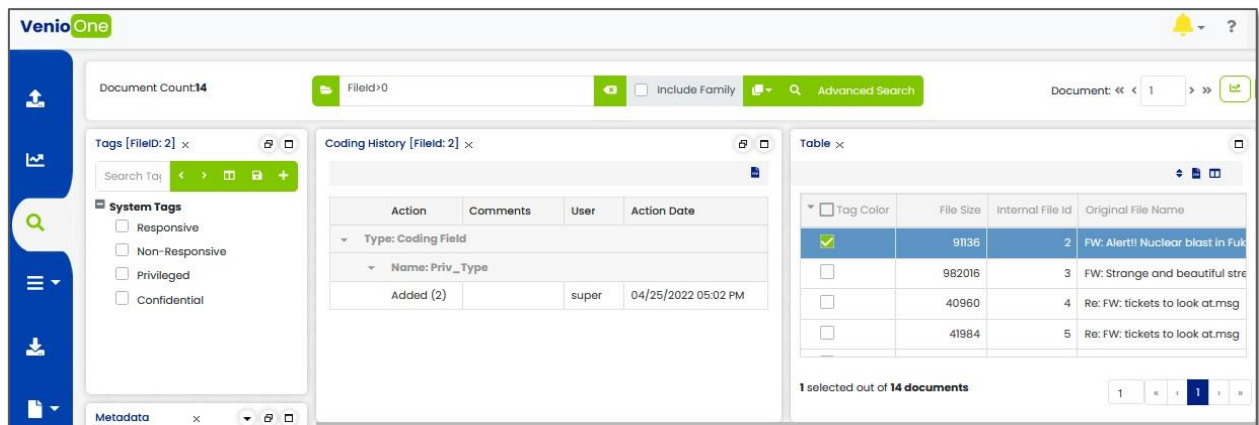 VenioOne
?
Document Count:14
FileId>0
Include Family
Advanced Search
Document: « < 1 > »
Tags [FileID: 2] ×
Search Tag
System Tags
Responsive
Non-Responsive
Privileged
Confidential
Metadata ×
Coding History [FileId: 2] ×
Action Comments User Action Date
Type: Coding Field
Name: Priv_Type
Added (2) super 04/25/2022 05:02 PM
Table ×
Tag Color File Size Internal File Id Original File Name
91136 2 FW: Alert!! Nuclear blast in Fuk
982016 3 FW: Strange and beautiful stre
40960 4 Re: FW: tickets to look at.msg
41984 5 Re: FW: tickets to look at.msg
1 selected out of 14 documents
1 « ‹ 1 › »